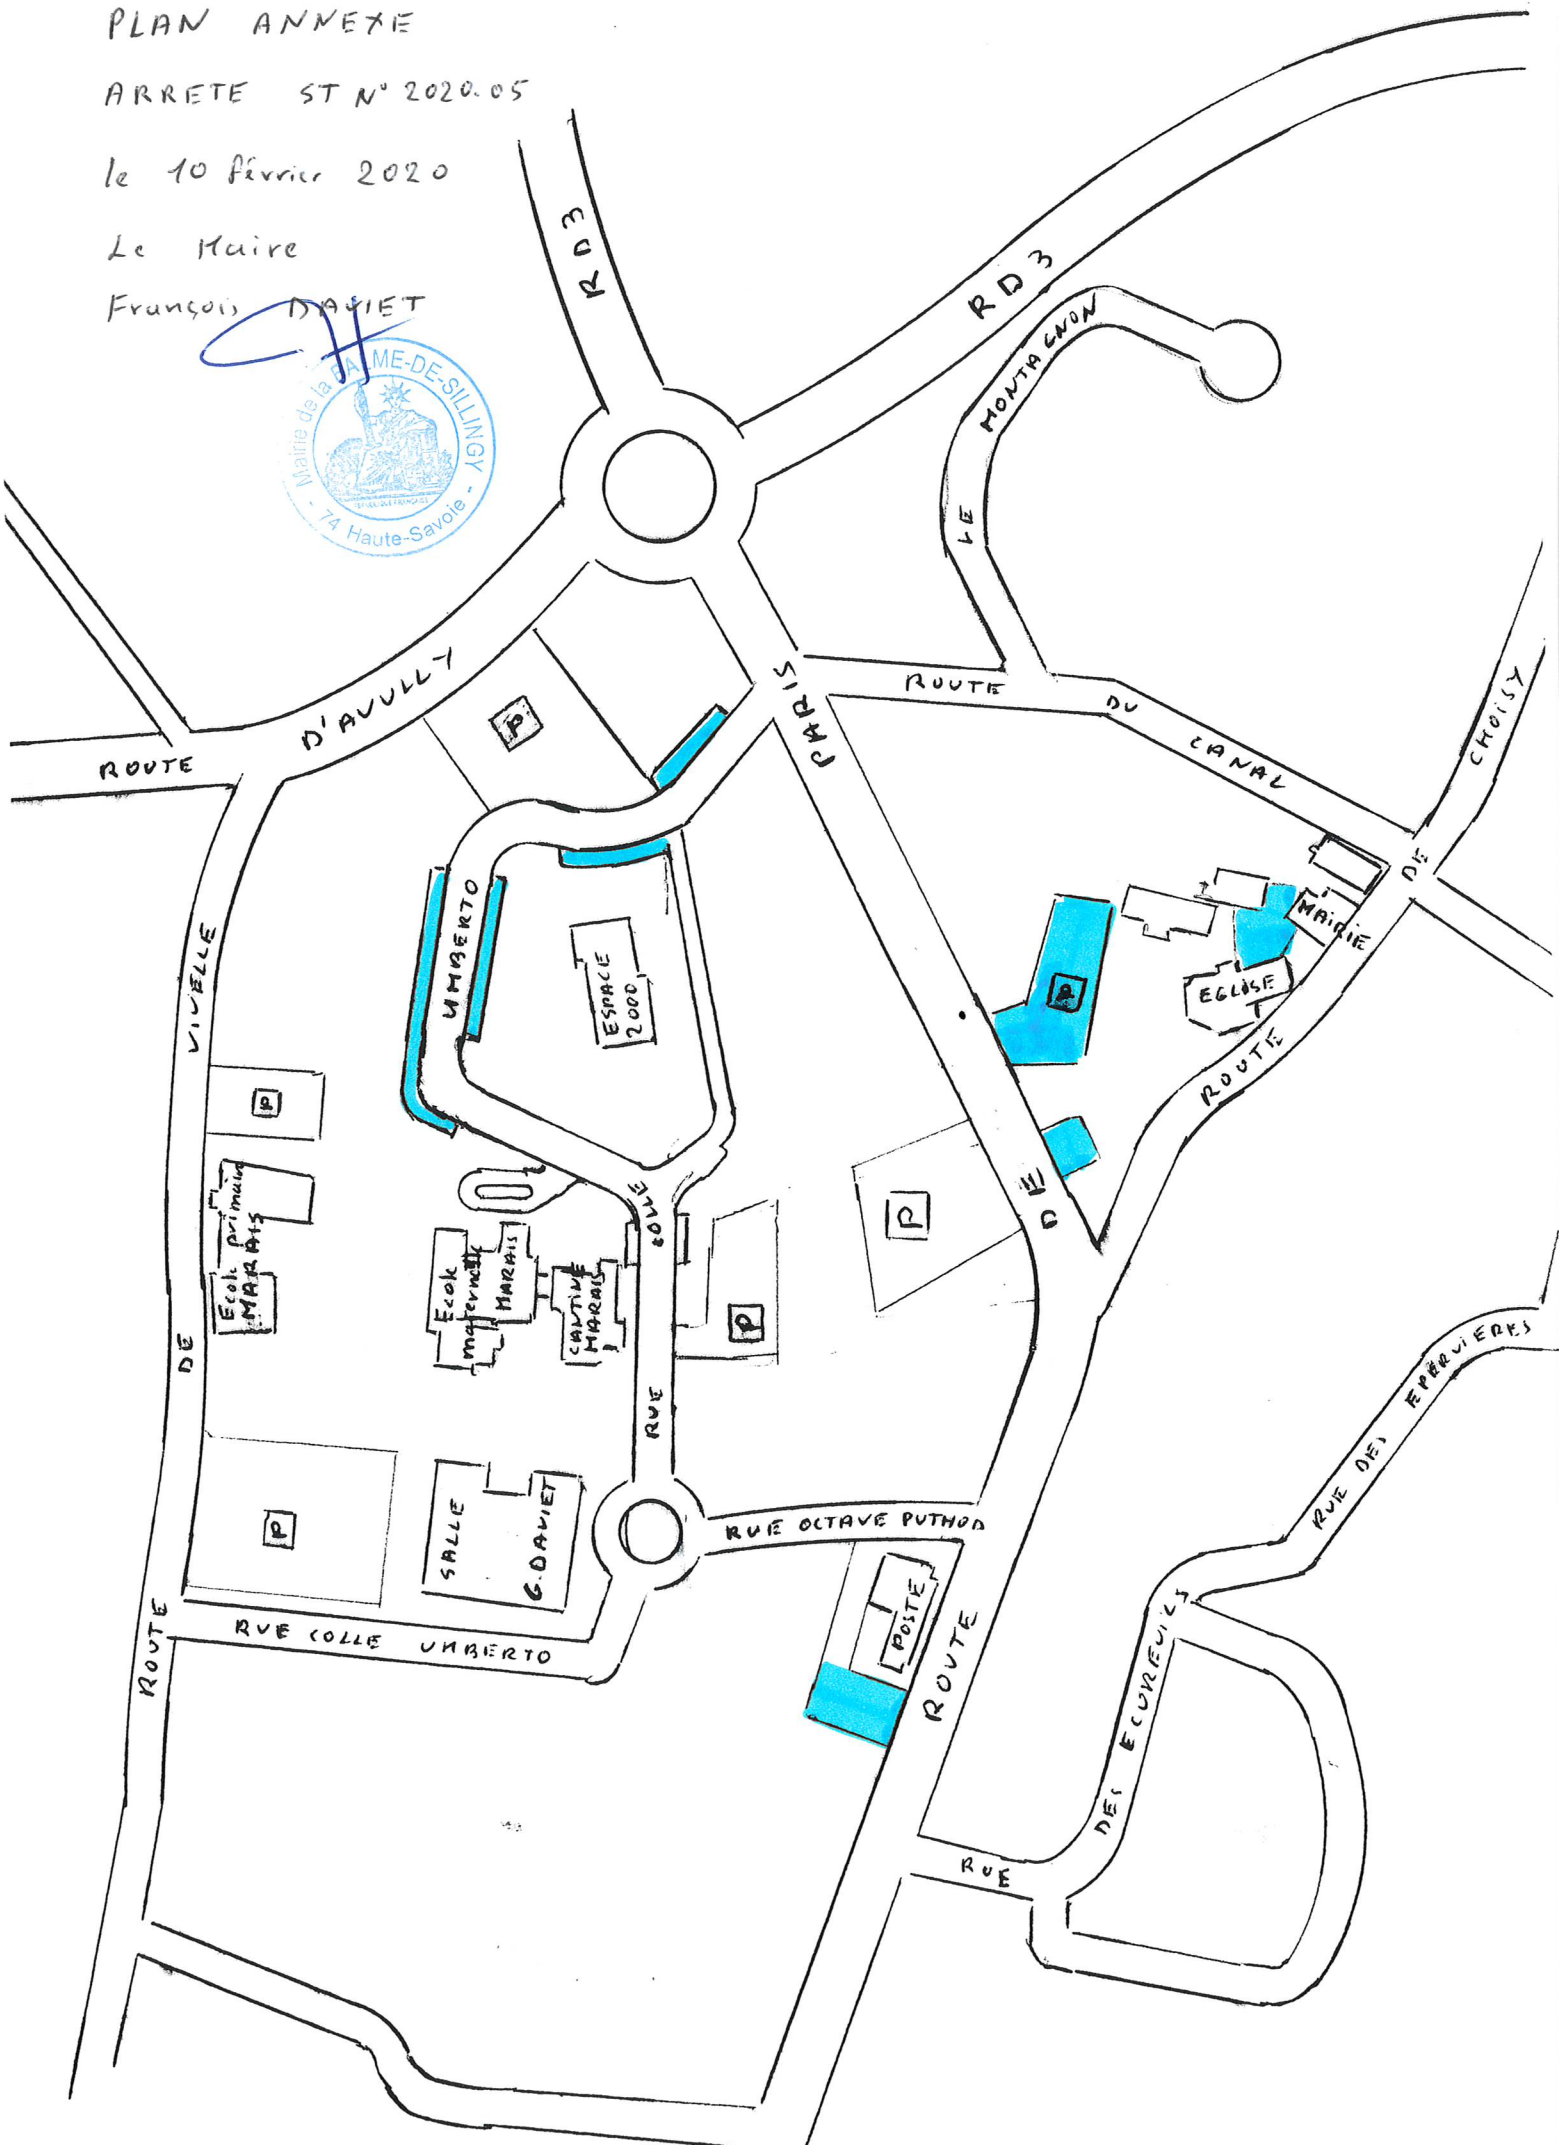 PLAN ANNEXE
ARRETE ST N° 2020.05
le 10 février 2020
Le Maire
François DAVIET
Mairie de la BALME-DE-SILLINGY
- 74 Haute-Savoie -
REPUBLIQUE FRANCAISE
RD3
RD3
LE MONTAGNON
ROUTE D'AVULLY
P
PARIS
ROUTE DU CANAL
CHOISY
DE
ROUTE
MAIRIE
EGLISE
P
UMBERTO
ESPACE
2000
VIVELLE
DE
ROUTE
P
Ecole primaire
MARAIS
Ecole
maternelle
MARAIS
CANTINE
MARAIS
COLLE
RUE
P
P
DE
ROUTE
P
SALLE
G. DAVIET
RUE OCTAVE PUTHOD
RUE COLLE UMBERTO
POSTE
RUE DES EPERVIERES
RUE DES ECUREUILS